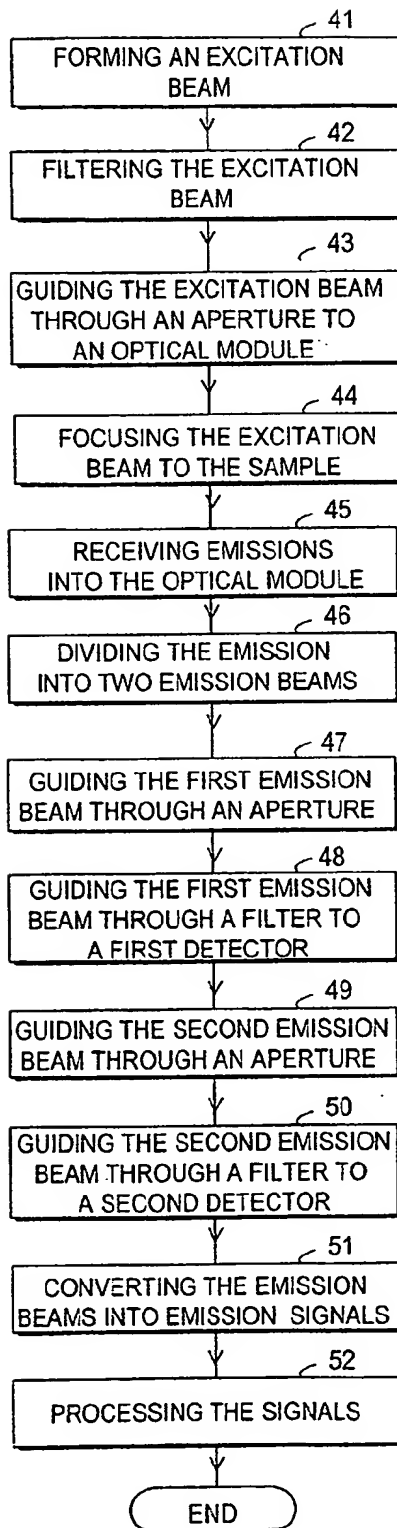 41
FORMING AN EXCITATION
BEAM
42
FILTERING THE EXCITATION
BEAM
43
GUIDING THE EXCITATION BEAM
THROUGH AN APERTURE TO
AN OPTICAL MODULE
44
FOCUSING THE EXCITATION
BEAM TO THE SAMPLE
45
RECEIVING EMISSIONS
INTO THE OPTICAL MODULE
46
DIVIDING THE EMISSION
INTO TWO EMISSION BEAMS
47
GUIDING THE FIRST EMISSION
BEAM THROUGH AN APERTURE
48
GUIDING THE FIRST EMISSION
BEAM THROUGH A FILTER TO
A FIRST DETECTOR
49
GUIDING THE SECOND EMISSION
BEAM THROUGH AN APERTURE
50
GUIDING THE SECOND EMISSION
BEAM THROUGH A FILTER TO
A SECOND DETECTOR
51
CONVERTING THE EMISSION
BEAMS INTO EMISSION SIGNALS
52
PROCESSING THE SIGNALS
END